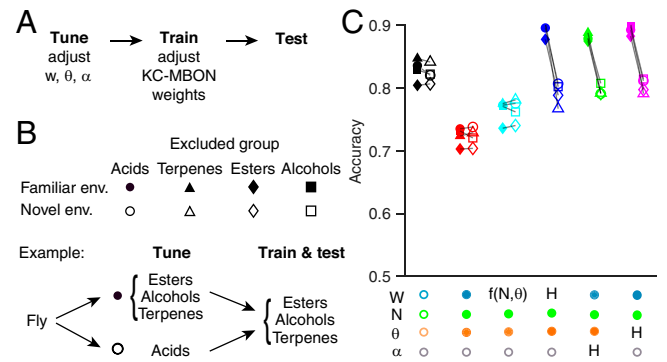 A
Tune
adjust
w, θ, α
Train
adjust
KC-MBON
weights
Test
B
Excluded group
Acids Terpenes Esters Alcohols
Familiar env.
Novel env.
Example:
Tune
Train & test
Fly
Esters
Alcohols
Terpenes
Acids
Esters
Alcohols
Terpenes
C
Accuracy
0.9
0.8
0.7
0.6
0.5
W f(N,θ) H
N
θ H
α H